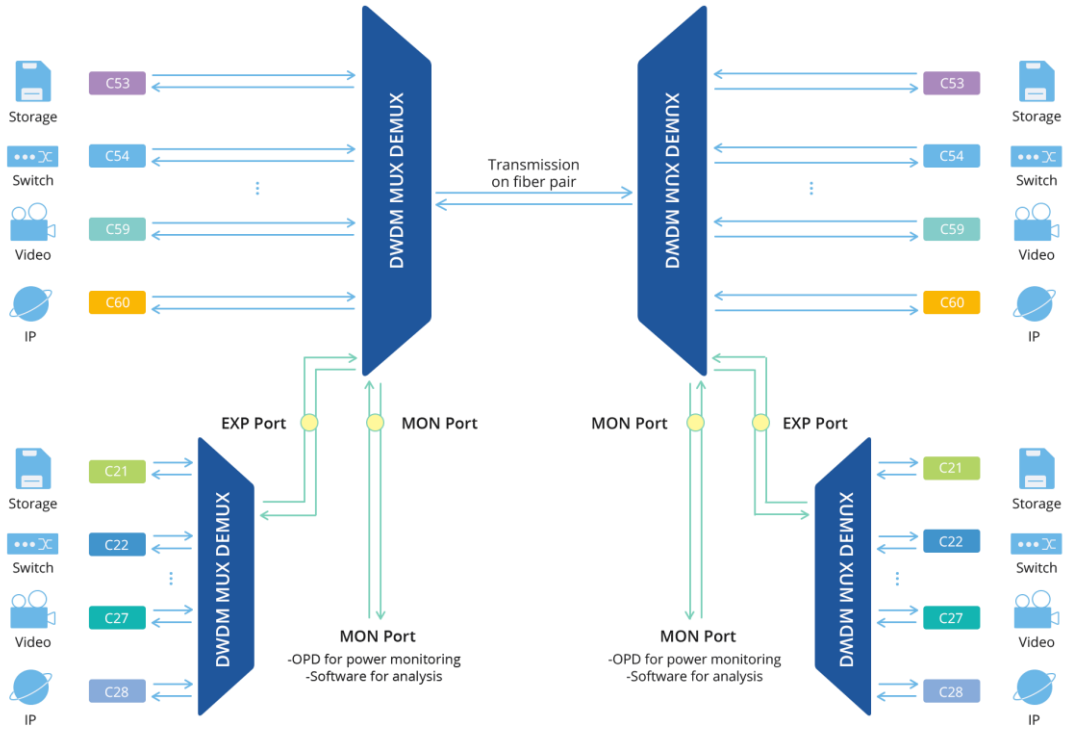 C53
Storage
C54
Switch
C59
Video
C60
IP
DWDM MUX DEMUX
Transmission
on fiber pair
DWDM MUX DEMUX
C53
Storage
C54
Switch
C59
Video
C60
IP
EXP Port
MON Port
MON Port
EXP Port
C21
Storage
C22
Switch
C27
Video
C28
IP
DWDM MUX DEMUX
MON Port
-OPD for power monitoring
-Software for analysis
MON Port
-OPD for power monitoring
-Software for analysis
DWDM MUX DEMUX
C21
Storage
C22
Switch
C27
Video
C28
IP